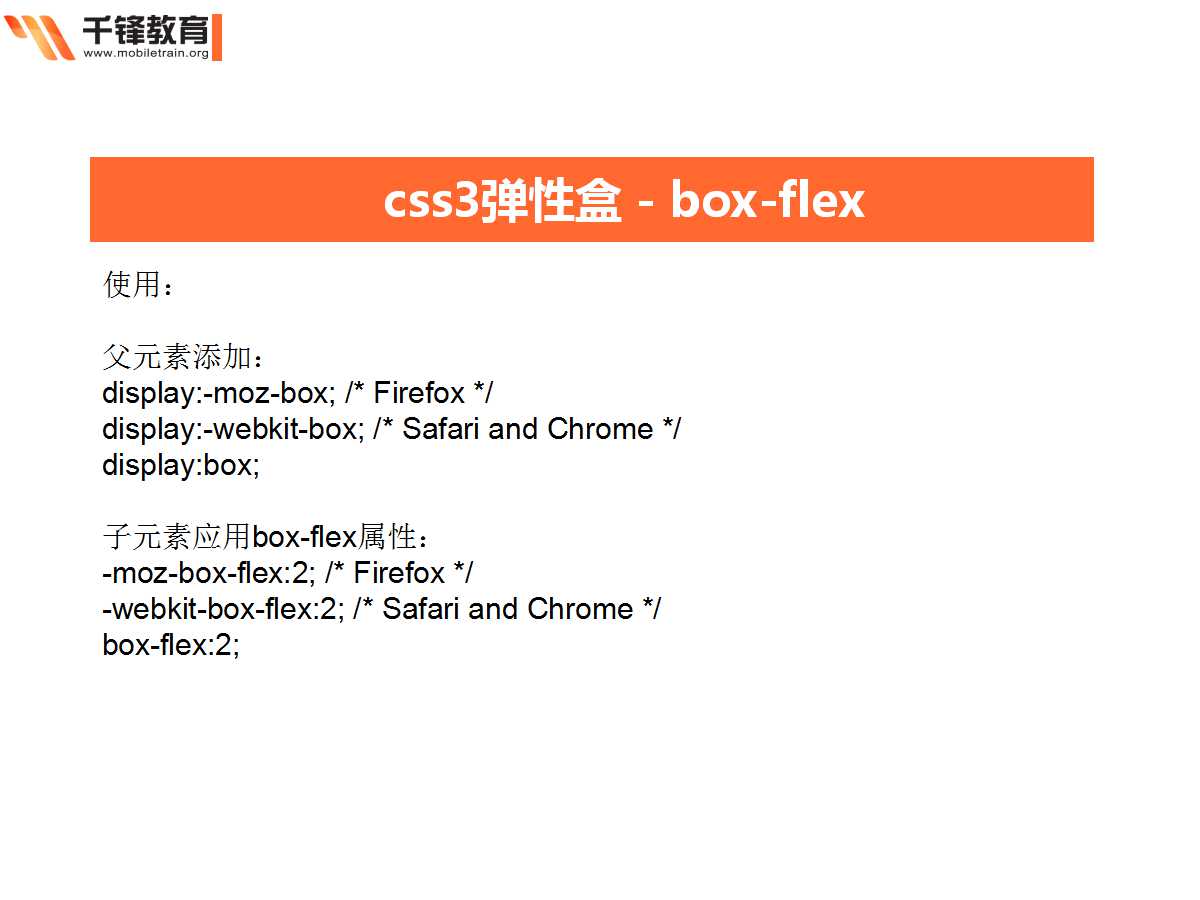 千锋教育
www.mobiletrain.org
css3弹性盒 - box-flex
使用：
父元素添加：
display:-moz-box; /* Firefox */
display:-webkit-box; /* Safari and Chrome */
display:box;
子元素应用box-flex属性：
-moz-box-flex:2; /* Firefox */
-webkit-box-flex:2; /* Safari and Chrome */
box-flex:2;